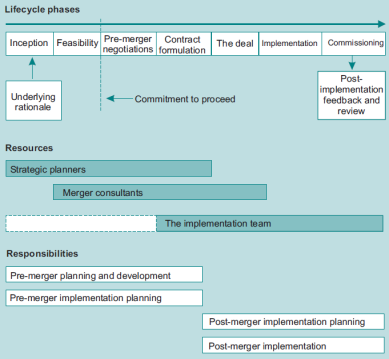 Lifecycle phases
Inception
Feasibility
Pre-merger
negotiations
Contract
formulation
The deal
Implementation
Commissioning
Underlying
rationale
Commitment to proceed
Post-
implementation
feedback and
review
Resources
Strategic planners
Merger consultants
The implementation team
Responsibilities
Pre-merger planning and development
Pre-merger implementation planning
Post-merger implementation planning
Post-merger implementation